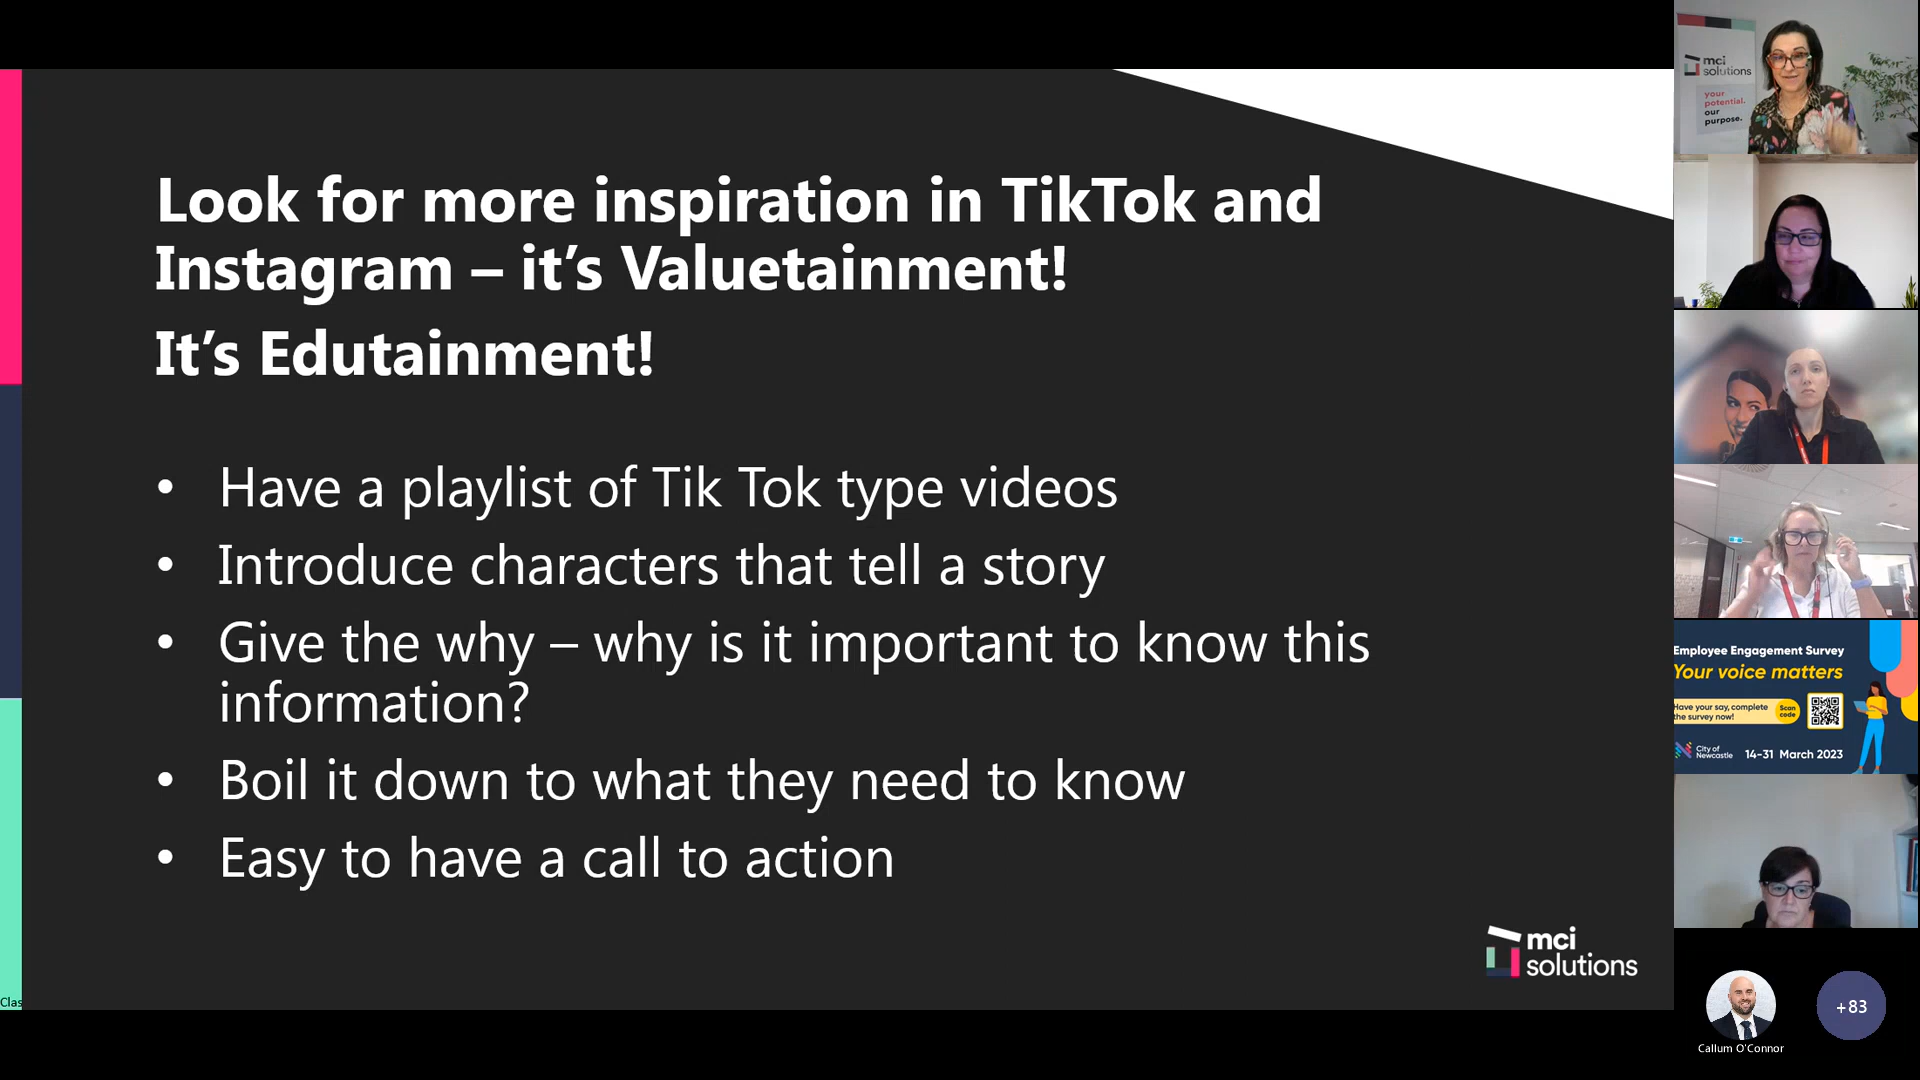 Look for more inspiration in TikTok and
Instagram – it’s Valuetainment!
It’s Edutainment!
• Have a playlist of Tik Tok type videos
• Introduce characters that tell a story
• Give the why – why is it important to know this
information?
• Boil it down to what they need to know
• Easy to have a call to action
mci
solutions
Clas
mci
solutions
your
potential.
our
purpose.
Employee Engagement Survey
Your voice matters
Have your say, complete
the survey now!
Scan
code
City of
Newcastle
14-31 March 2023
Callum O'Connor
+83